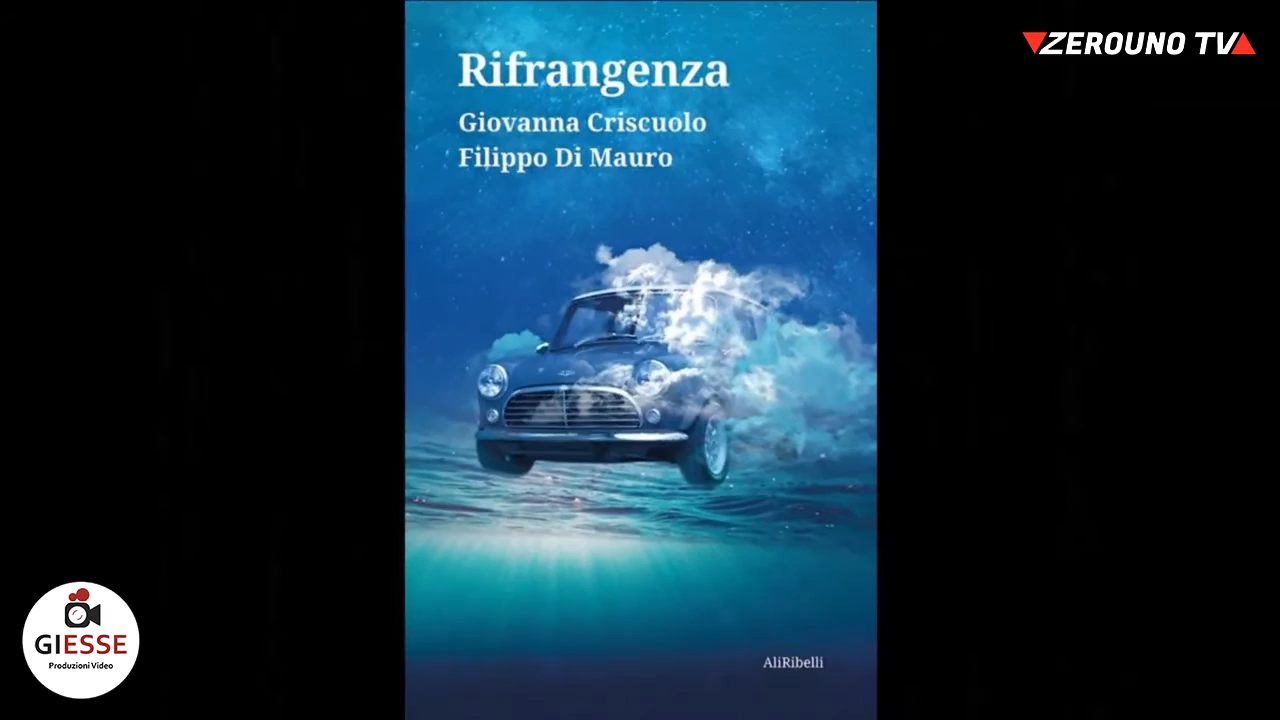 ZEROUNO TV
Rifrangenza
Giovanna Criscuolo
Filippo Di Mauro
AliRibelli
GIESSE
Produzioni Video